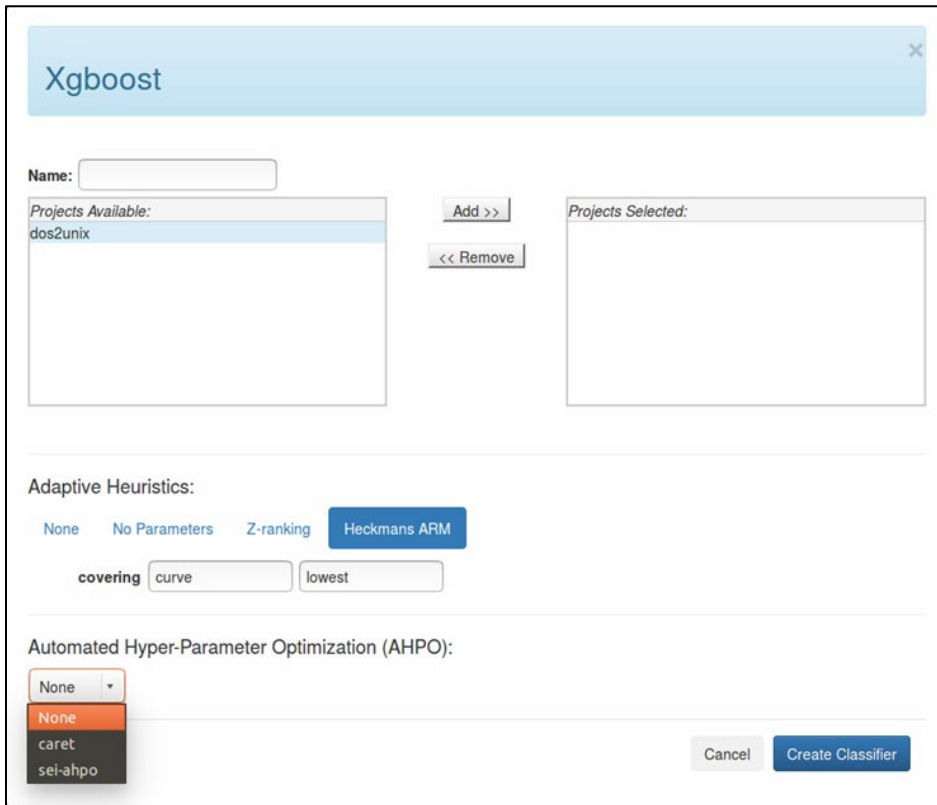 Xgboost
×
Name:
Projects Available:
dos2unix
Add >>
<< Remove
Projects Selected:
Adaptive Heuristics:
None No Parameters Z-ranking Heckmans ARM
covering curve lowest
Automated Hyper-Parameter Optimization (AHPO):
None
None
caret
sei-ahpo
Cancel Create Classifier